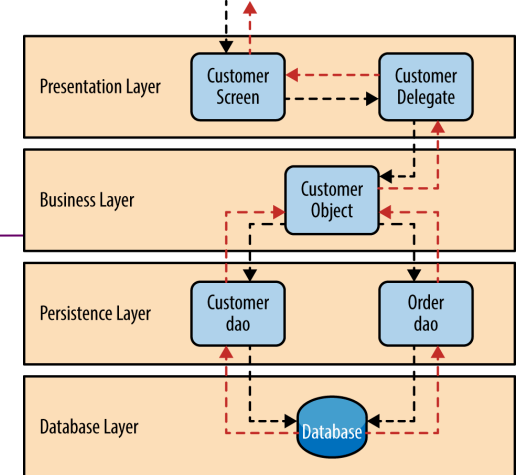 Presentation Layer
Customer
Screen
Customer
Delegate
Business Layer
Customer
Object
Persistence Layer
Customer
dao
Order
dao
Database Layer
Database